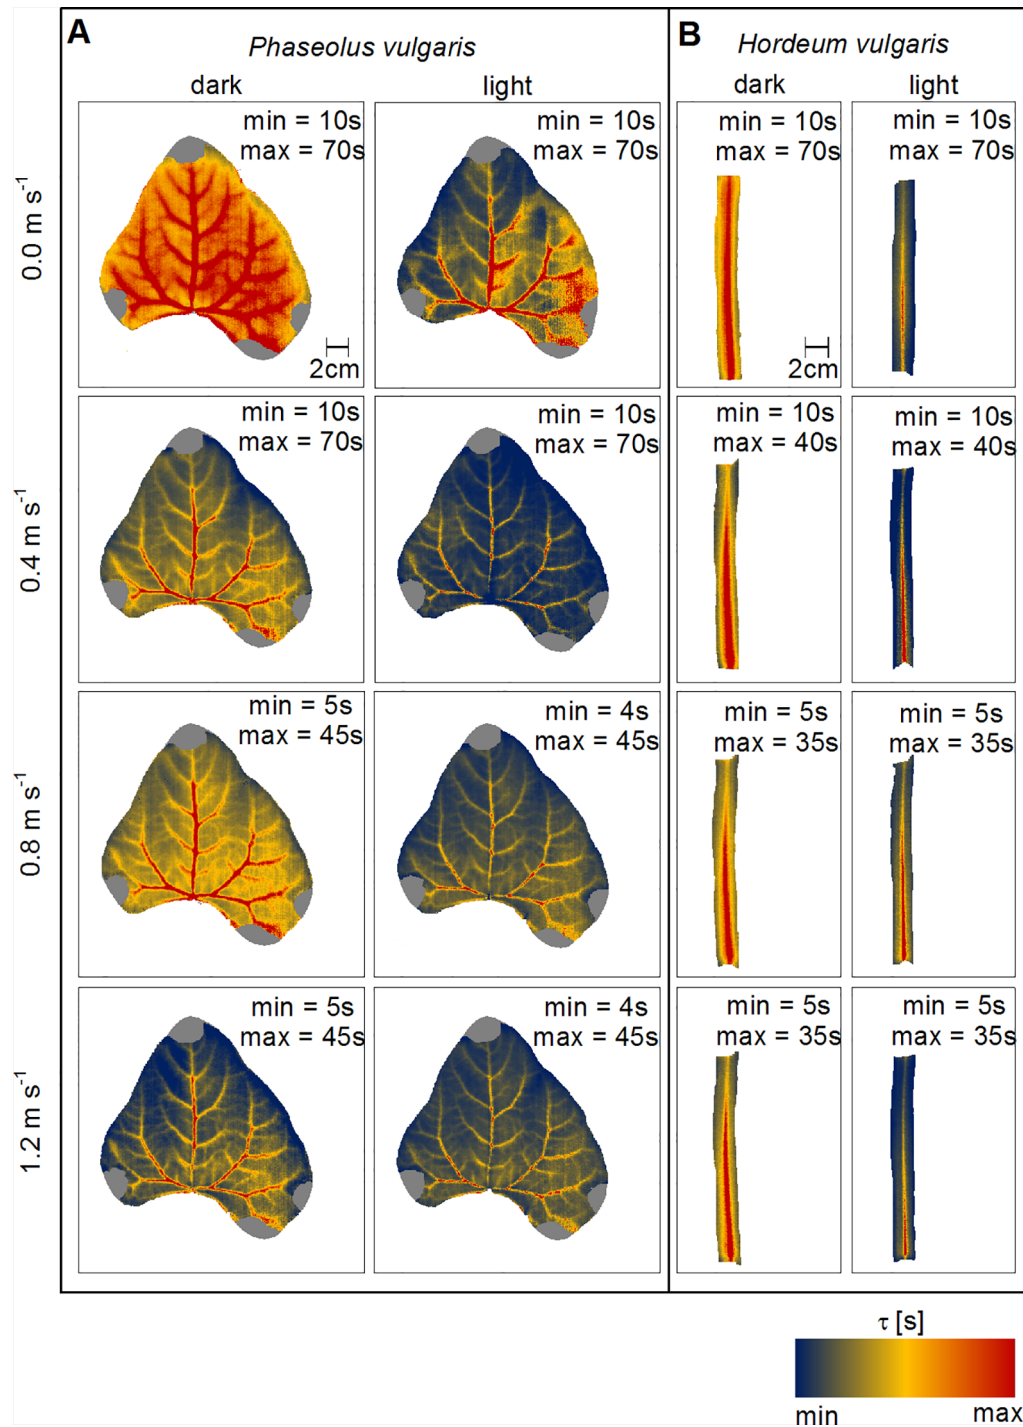 A
Phaseolus vulgaris
dark
light
B
Hordeum vulgaris
dark
light
0.0 m s⁻¹
min = 10s
max = 70s
2cm
min = 10s
max = 70s
min = 10s
max = 70s
2cm
min = 10s
max = 70s
0.4 m s⁻¹
min = 10s
max = 70s
min = 10s
max = 70s
min = 10s
max = 40s
min = 10s
max = 40s
0.8 m s⁻¹
min = 5s
max = 45s
min = 4s
max = 45s
min = 5s
max = 35s
min = 5s
max = 35s
1.2 m s⁻¹
min = 5s
max = 45s
min = 4s
max = 45s
min = 5s
max = 35s
min = 5s
max = 35s
τ [s]
min
max